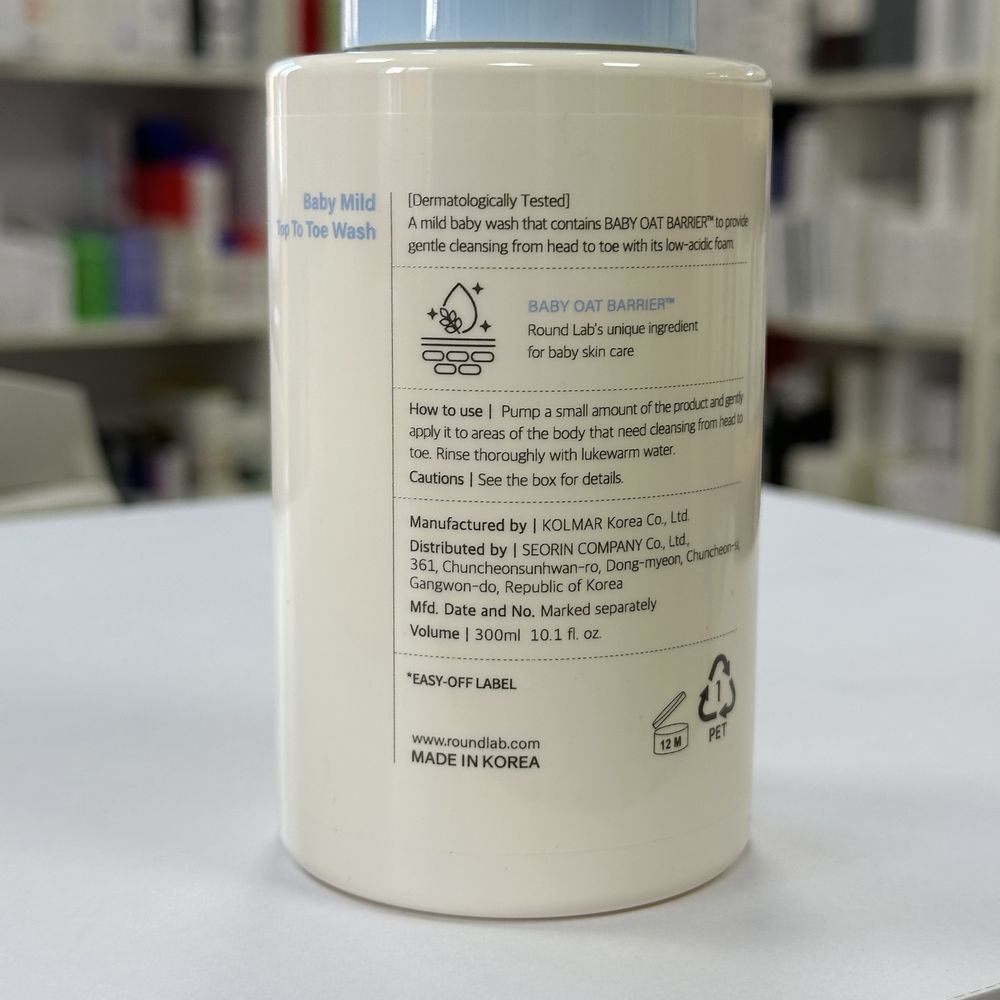 Baby Mild
Top To Toe Wash
[Dermatologically Tested]
A mild baby wash that contains BABY OAT BARRIER™ to provide
gentle cleansing from head to toe with its low-acidic foam.
BABY OAT BARRIER™
Round Lab's unique ingredient
for baby skin care
How to use | Pump a small amount of the product and gently
apply it to areas of the body that need cleansing from head to
toe. Rinse thoroughly with lukewarm water.
Cautions | See the box for details.
Manufactured by | KOLMAR Korea Co., Ltd.
Distributed by | SEORIN COMPANY Co., Ltd.,
361, Chuncheonsunhwan-ro, Dong-myeon, Chuncheon-si,
Gangwon-do, Republic of Korea
Mfd. Date and No. Marked separately
Volume | 300ml 10.1 fl. oz.
*EASY-OFF LABEL
1
PET
12 M
www.roundlab.com
MADE IN KOREA